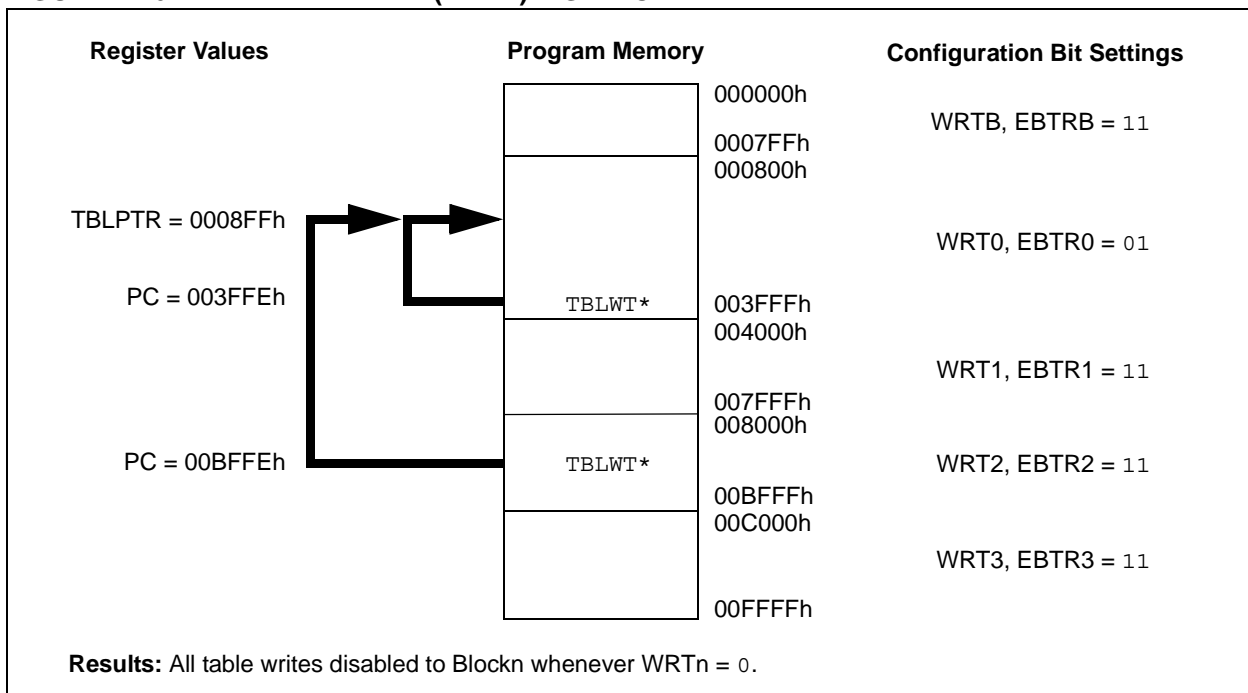 Register Values Program Memory Configuration Bit Settings
000000h
WRTB, EBTRB = 11
0007FFh
000800h
TBLPTR = 0008FFh
WRT0, EBTR0 = 01
PC = 003FFEh TBLWT* 003FFFh
004000h
WRT1, EBTR1 = 11
007FFFh
008000h
PC = 00BFFEh TBLWT* WRT2, EBTR2 = 11
00BFFFh
00C000h
WRT3, EBTR3 = 11
00FFFFh
Results: All table writes disabled to Blockn whenever WRTn = 0.